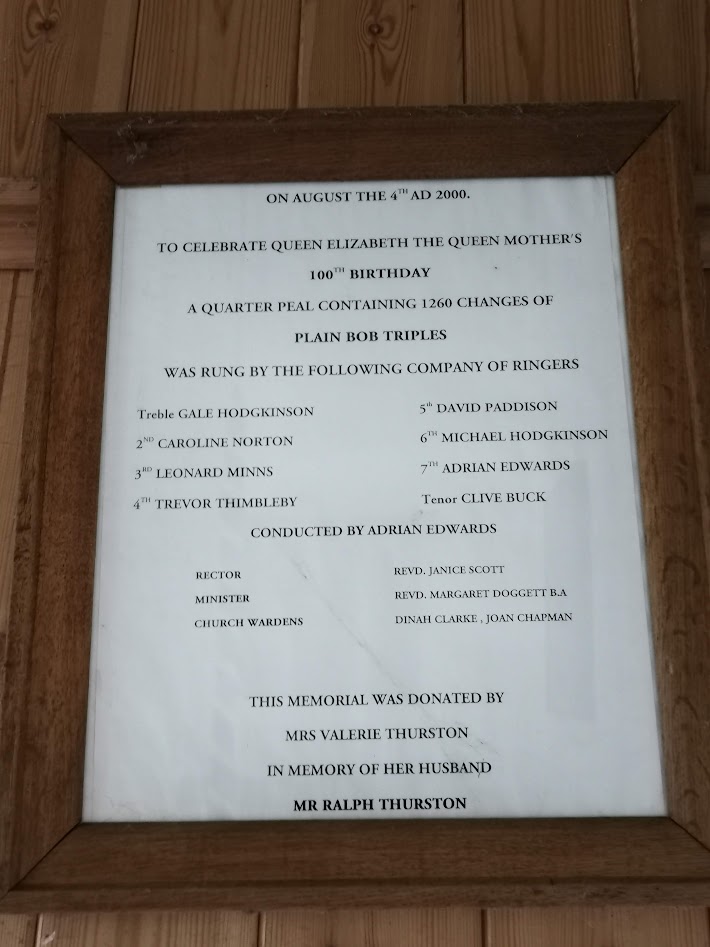 ON AUGUST THE 4TH AD 2000.
TO CELEBRATE QUEEN ELIZABETH THE QUEEN MOTHER'S
100TH BIRTHDAY
A QUARTER PEAL CONTAINING 1260 CHANGES OF
PLAIN BOB TRIPLES
WAS RUNG BY THE FOLLOWING COMPANY OF RINGERS
Treble GALE HODGKINSON
2ND CAROLINE NORTON
3RD LEONARD MINNS
4TH TREVOR THIMBLEBY
5th DAVID PADDISON
6TH MICHAEL HODGKINSON
7TH ADRIAN EDWARDS
Tenor CLIVE BUCK
CONDUCTED BY ADRIAN EDWARDS
RECTOR REVD. JANICE SCOTT
MINISTER REVD. MARGARET DOGGETT B.A
CHURCH WARDENS DINAH CLARKE , JOAN CHAPMAN
THIS MEMORIAL WAS DONATED BY
MRS VALERIE THURSTON
IN MEMORY OF HER HUSBAND
MR RALPH THURSTON